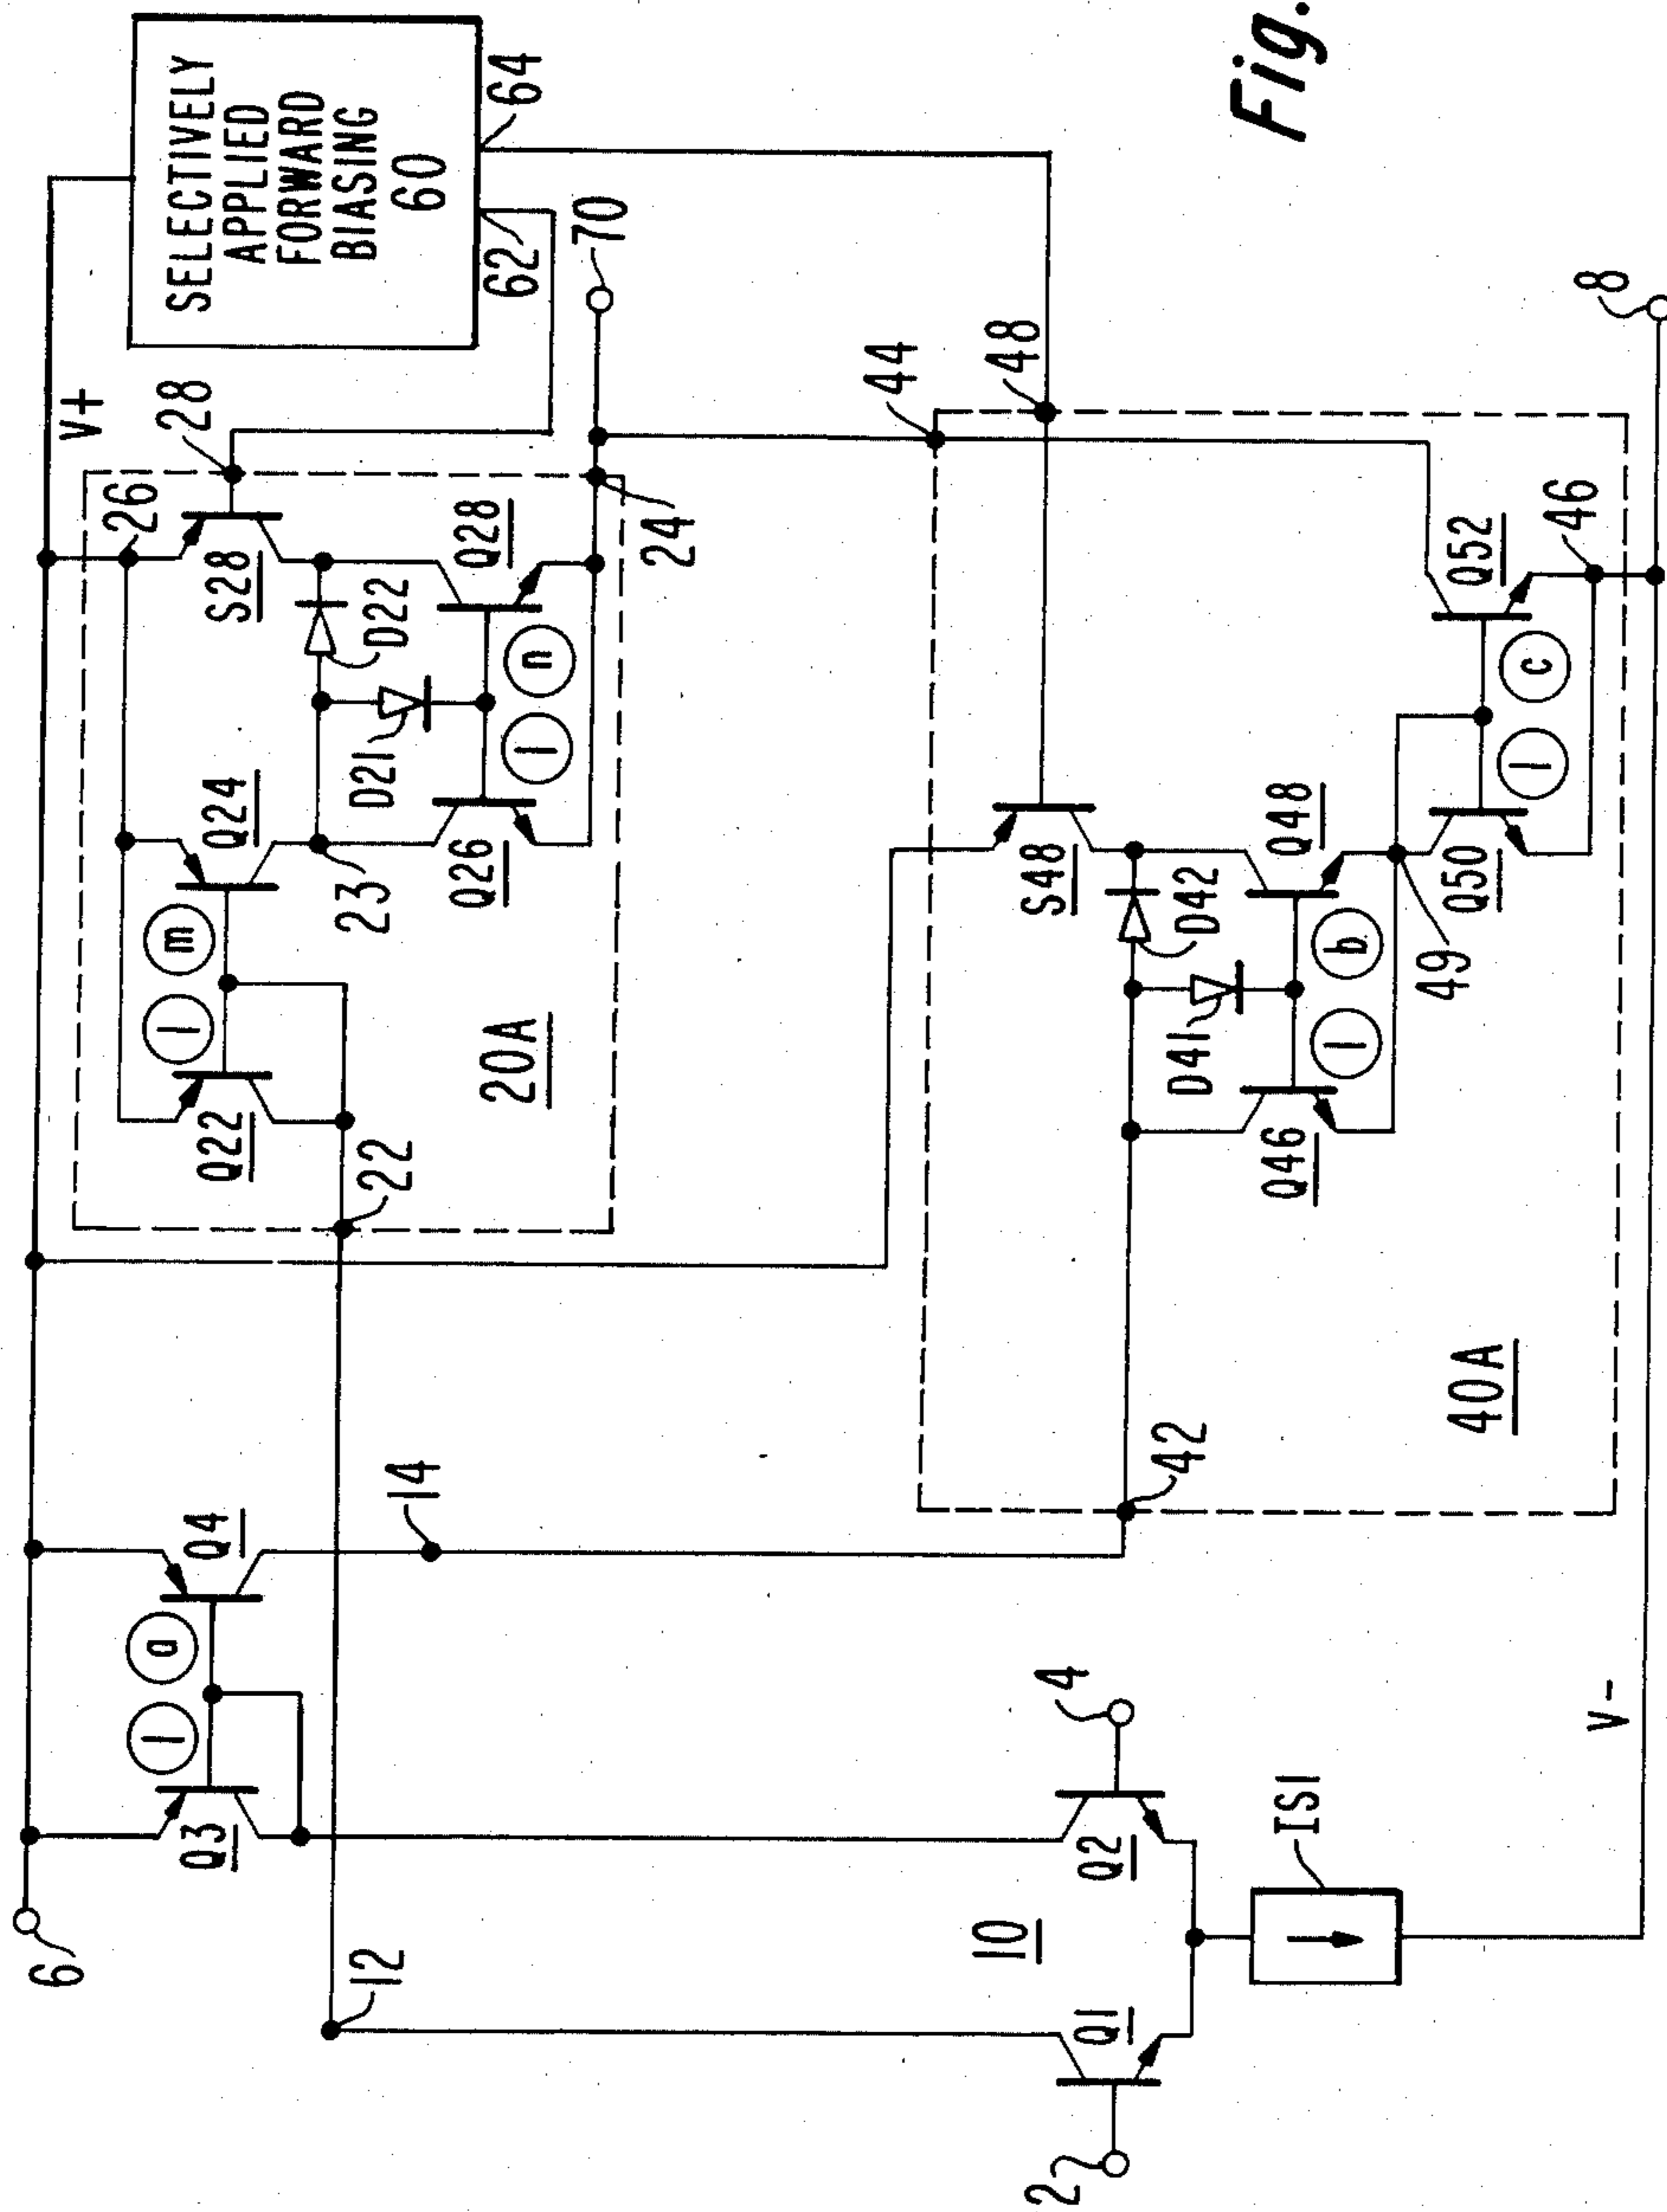 6
Q3
1
a
Q4
14
12
V+
26
28
S28
Q22
1
m
Q24
23
D22
D21
Q26
1
n
Q28
22
20A
24
SELECTIVELY
APPLIED
FORWARD
BIASING
60
62
64
70
44
48
S48
D42
D41
Q46
1
b
Q48
49
Q50
1
c
Q52
46
42
40A
2
Q1
10
Q2
4
IS1
V-
8
Fig.